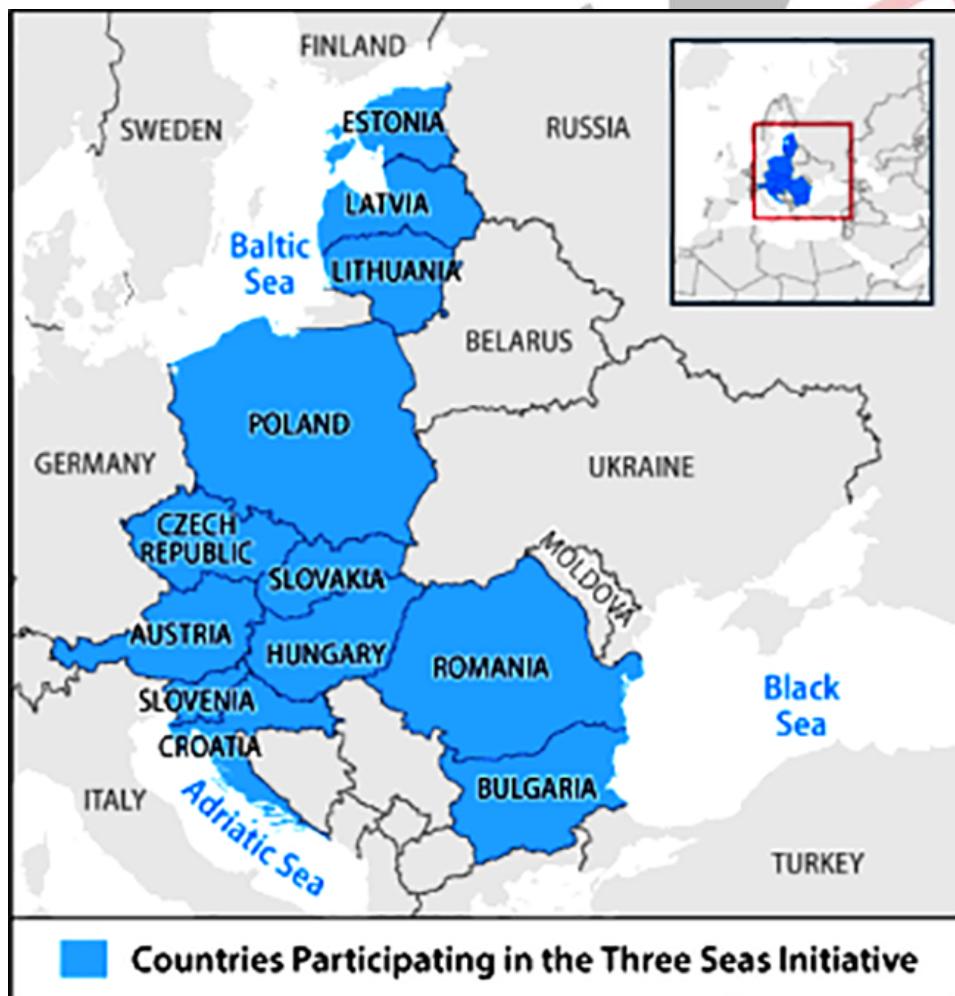 FINLAND
SWEDEN
ESTONIA
RUSSIA
LATVIA
Baltic
Sea
LITHUANIA
BELARUS
POLAND
GERMANY
UKRAINE
CZECH
REPUBLIC
MOLDOVA
SLOVAKIA
AUSTRIA
HUNGARY
ROMANIA
SLOVENIA
Black
Sea
CROATIA
BULGARIA
ITALY
Adriatic Sea
TURKEY
Countries Participating in the Three Seas Initiative